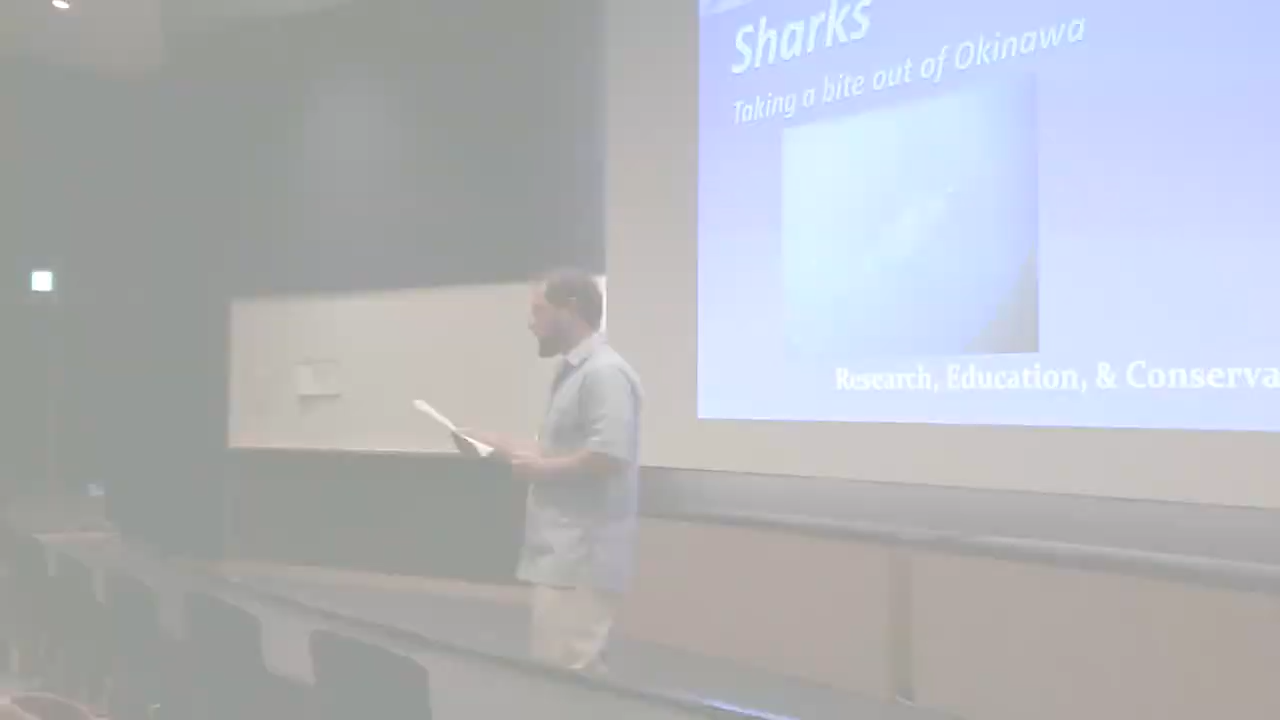 Sharks
Taking a bite out of Okinawa
Research, Education, & Conserva